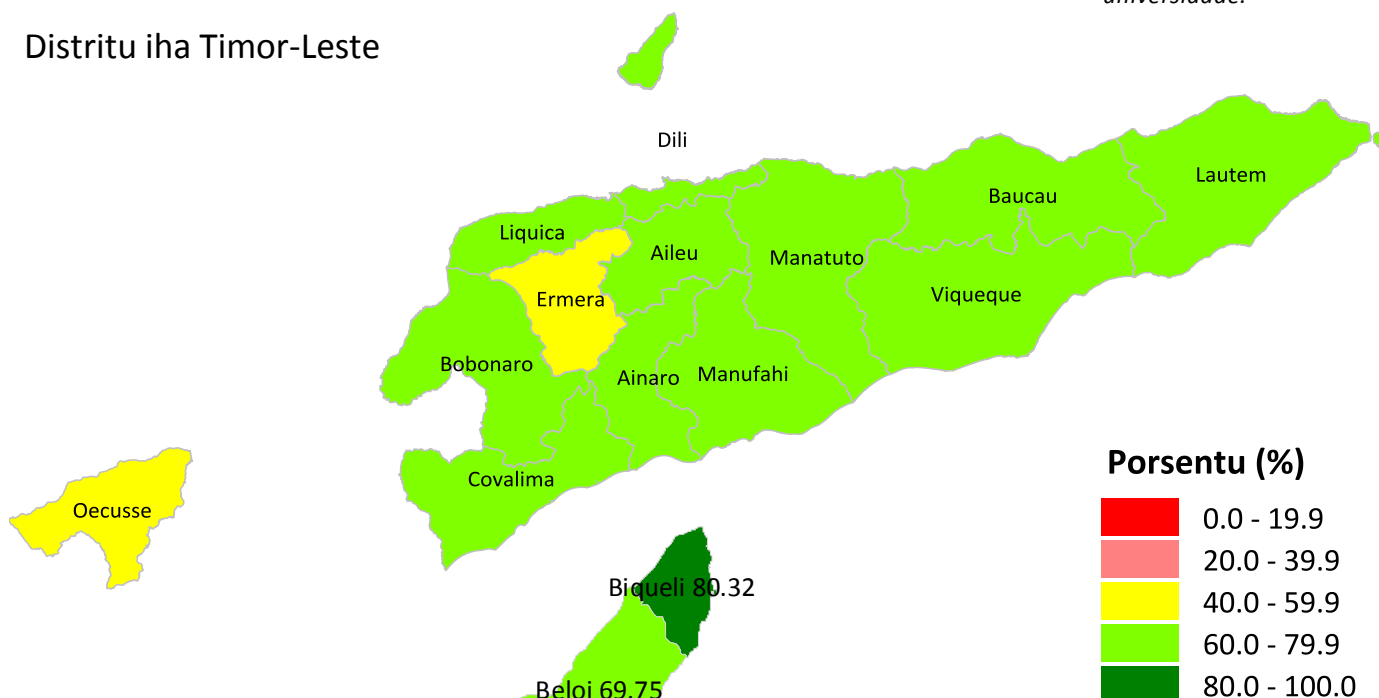 universidade.
Distritu iha Timor-Leste
Dili
Lautem
Baucau
Liquica
Aileu
Manatuto
Viqueque
Ermera
Bobonaro
Ainaro
Manufahi
Covalima
Oecusse
Porsentu (%)
0.0 - 19.9
20.0 - 39.9
40.0 - 59.9
60.0 - 79.9
80.0 - 100.0
Biqueli 80.32
Beloi 69.75